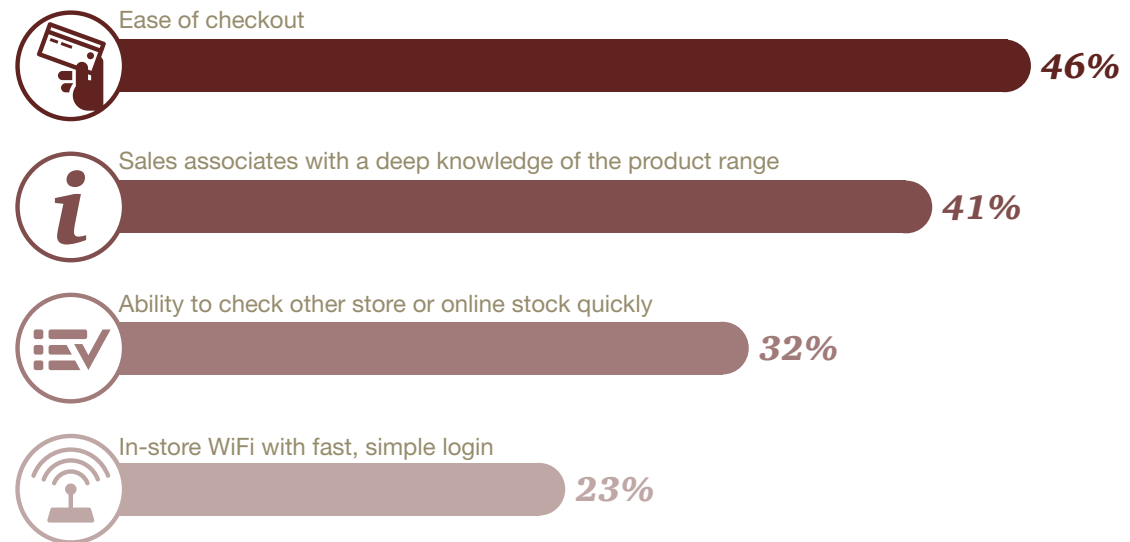 Ease of checkout
46%
Sales associates with a deep knowledge of the product range
41%
Ability to check other store or online stock quickly
32%
In-store WiFi with fast, simple login
23%